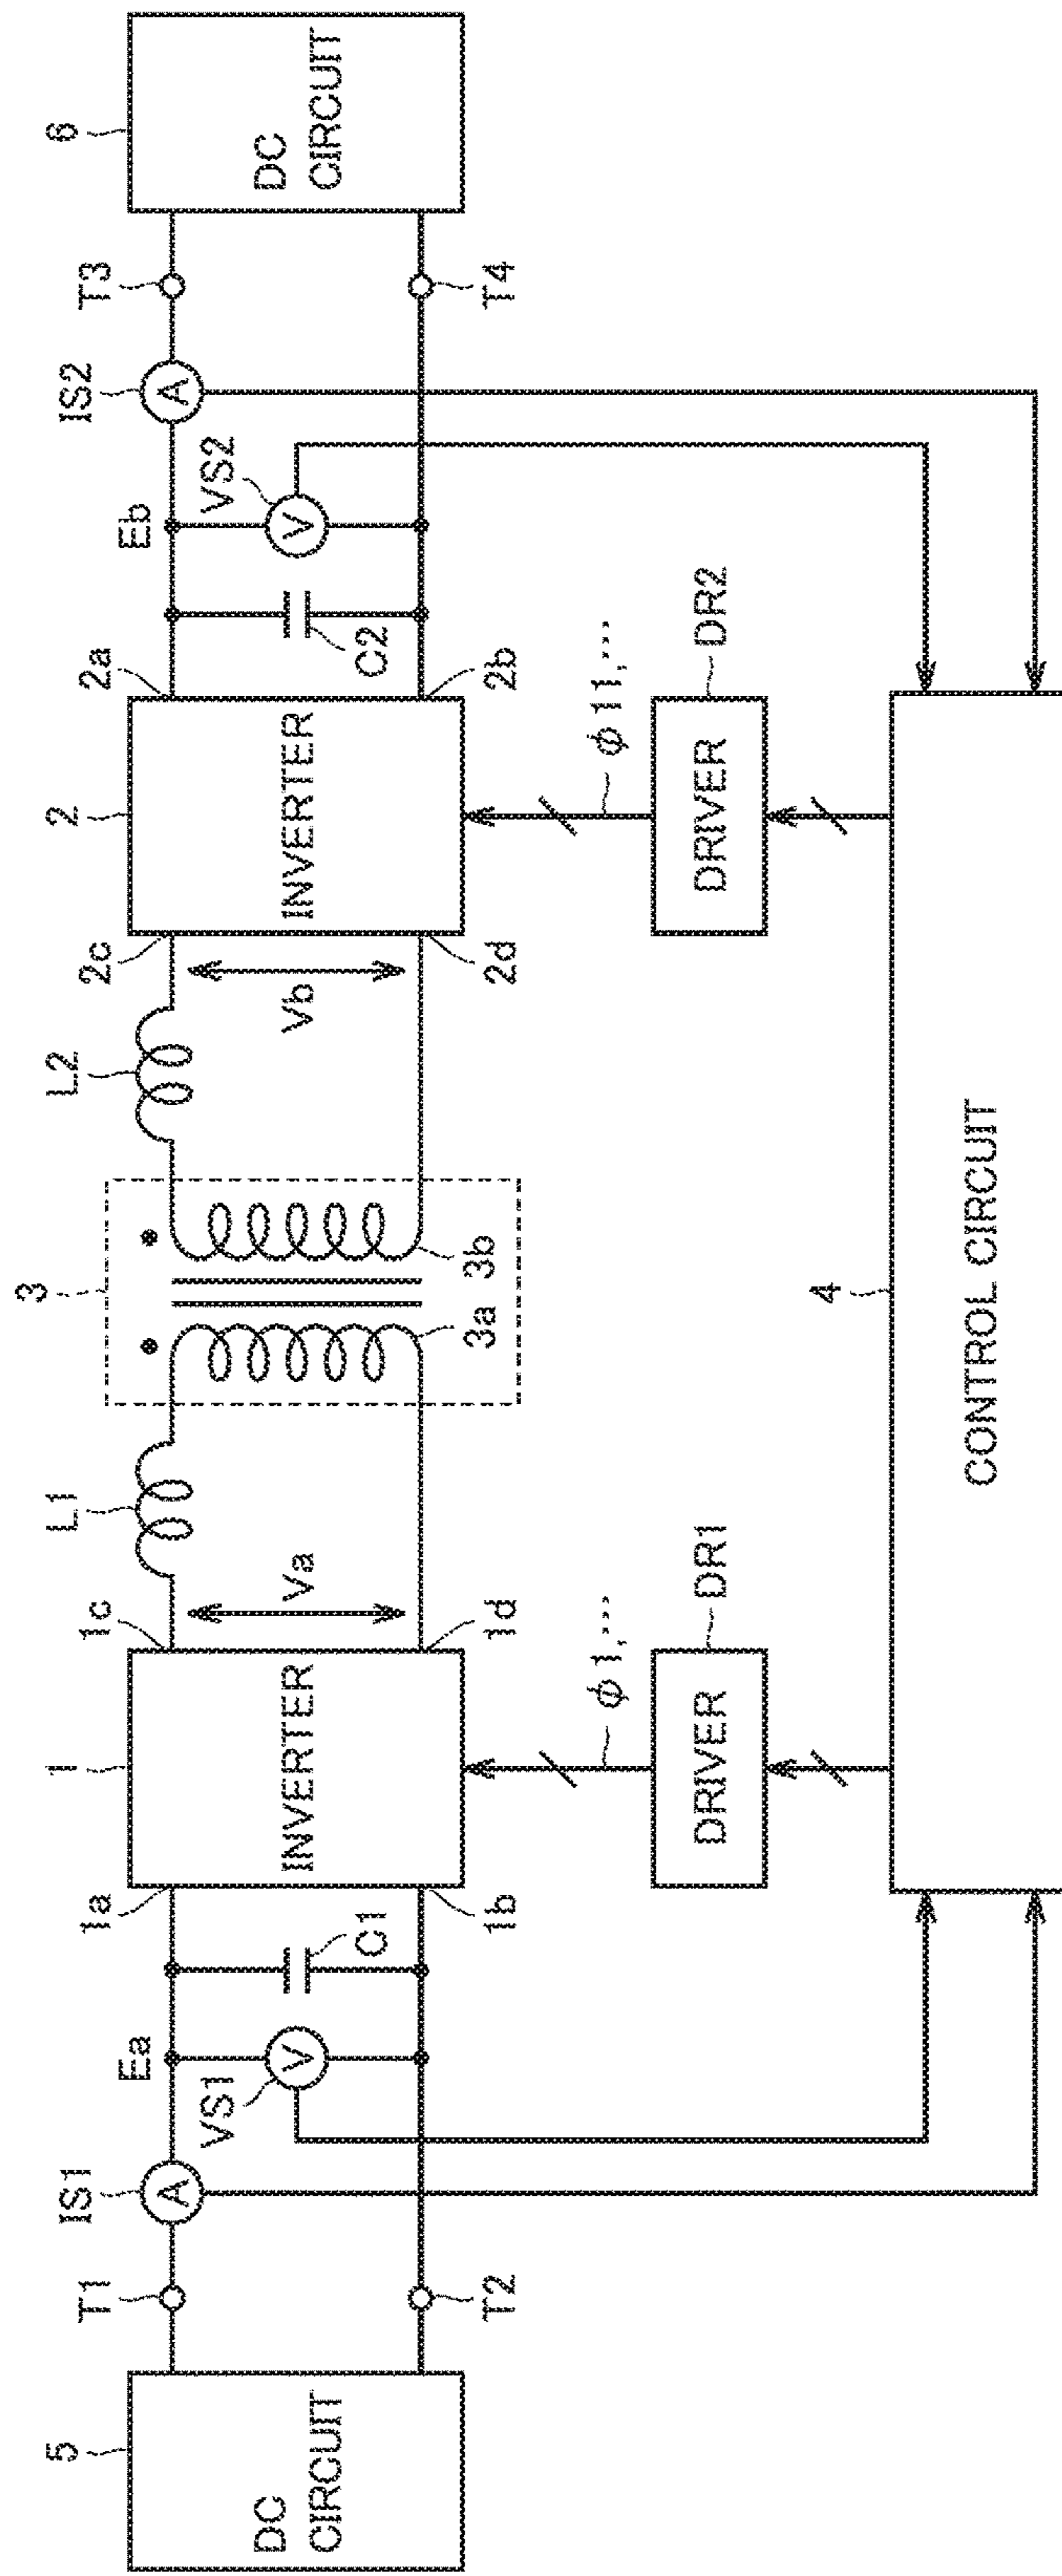 3
5
T1
IS1
Ea
1a
1
1c
L1
L2
2c
2
2a
Eb
IS2
T3
6
DC
CIRCUIT
A
VS1
V
C1
INVERTER
Va
Vb
INVERTER
C2
VS2
V
A
DC
CIRCUIT
T2
1b
1d
3a
3b
2d
2b
T4
φ1,···
φ11,···
DRIVER
DR1
DRIVER
DR2
4
CONTROL CIRCUIT